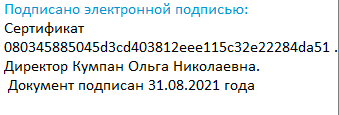 Подписано электронной подписью:
Сертификат
080345885045d3cd403812eee115c32e22284da51 .
Директор Кумпан Ольга Николаевна.
Документ подписан 31.08.2021 года